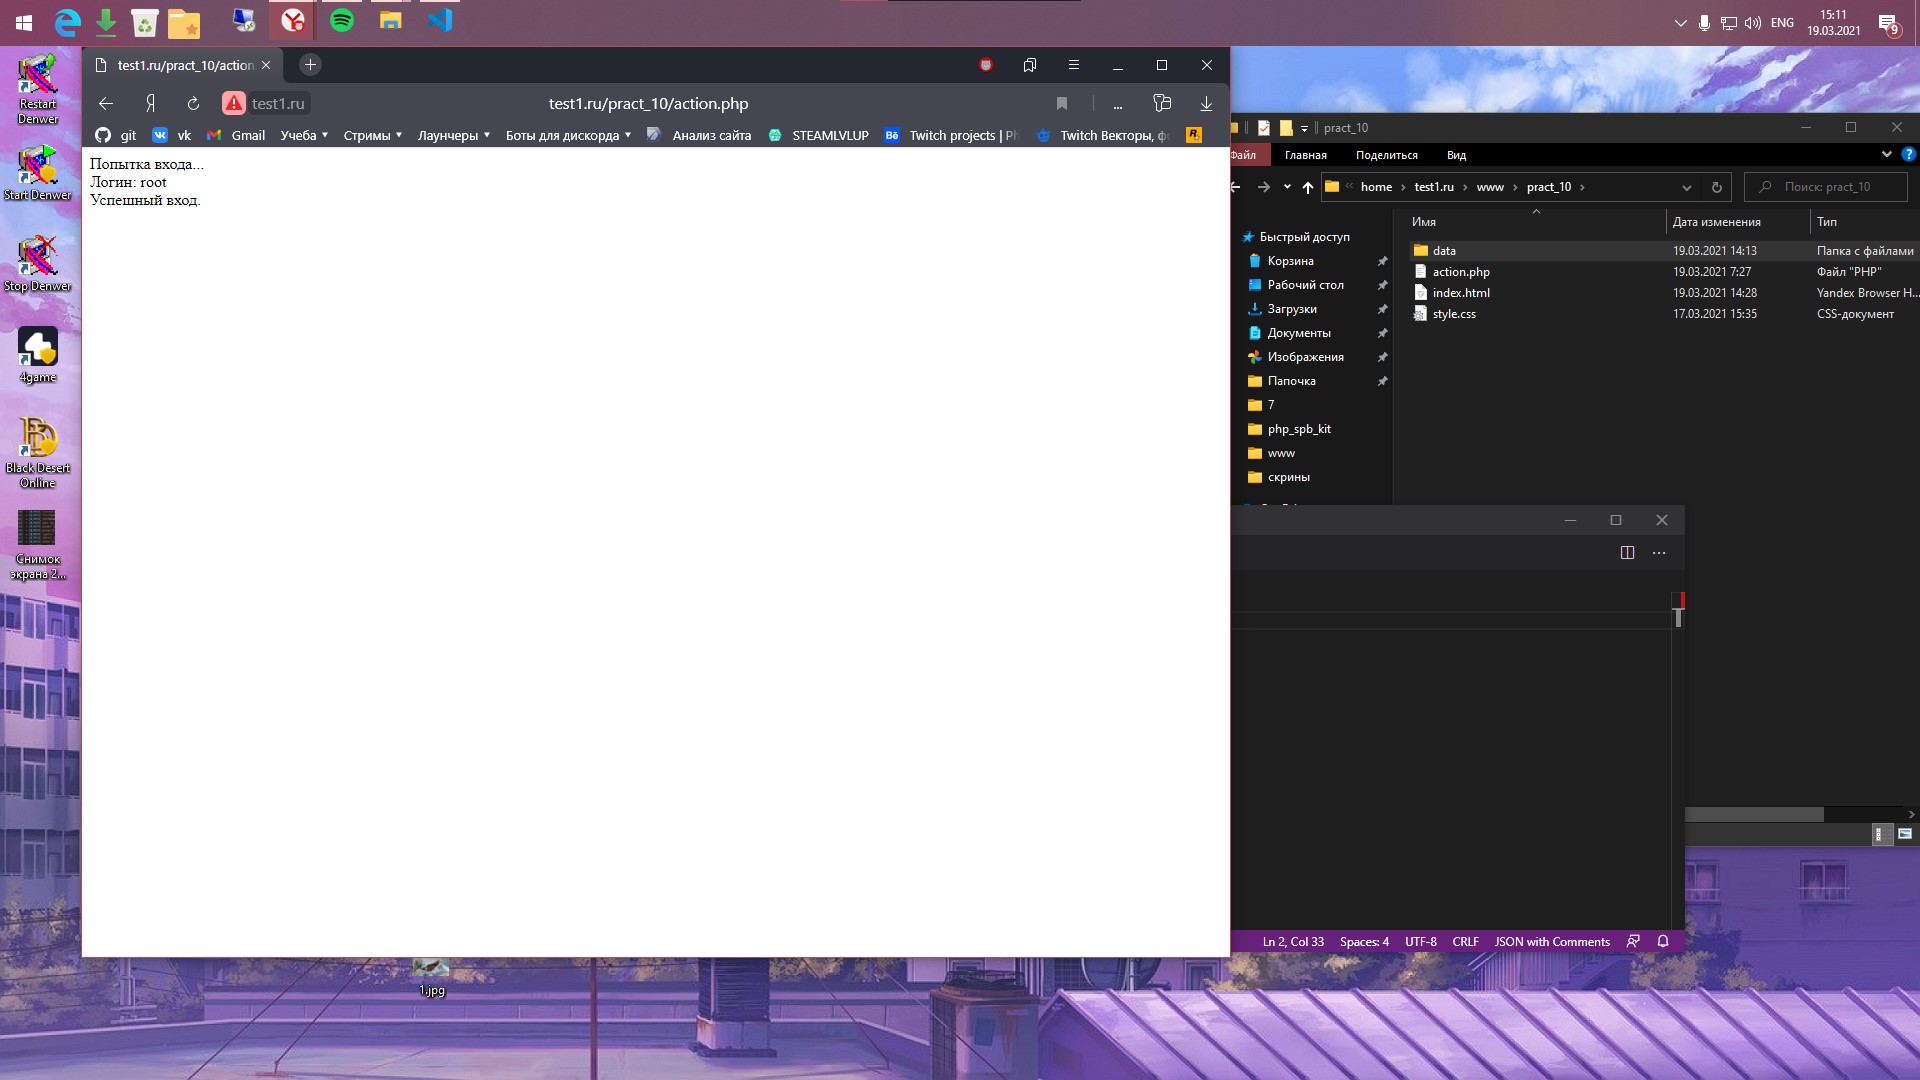 15:11
ENG
19.03.2021
9
test1.ru/pract_10/action
test1.ru
test1.ru/pract_10/action.php
git
vk
Gmail
Учеба
Стримы
Лаунчеры
Боты для дискорда
Анализ сайта
STEAMLVLUP
Twitch projects | Ph
Twitch Векторы, фо
Попытка входа...
Логин: root
Успешный вход.
Restart
Denwer
Start Denwer
Stop Denwer
4game
Black Desert
Online
Снимок
экрана 2...
1.jpg
pract_10
Файл
Главная
Поделиться
Вид
home
test1.ru
www
pract_10
Поиск: pract_10
Имя
Дата изменения
Тип
Быстрый доступ
Корзина
Рабочий стол
Загрузки
Документы
Изображения
Папочка
7
php_spb_kit
www
скрины
data 19.03.2021 14:13 Папка с файлами
action.php 19.03.2021 7:27 Файл "PHP"
index.html 19.03.2021 14:28 Yandex Browser H...
style.css 17.03.2021 15:35 CSS-документ
Ln 2, Col 33 Spaces: 4 UTF-8 CRLF JSON with Comments